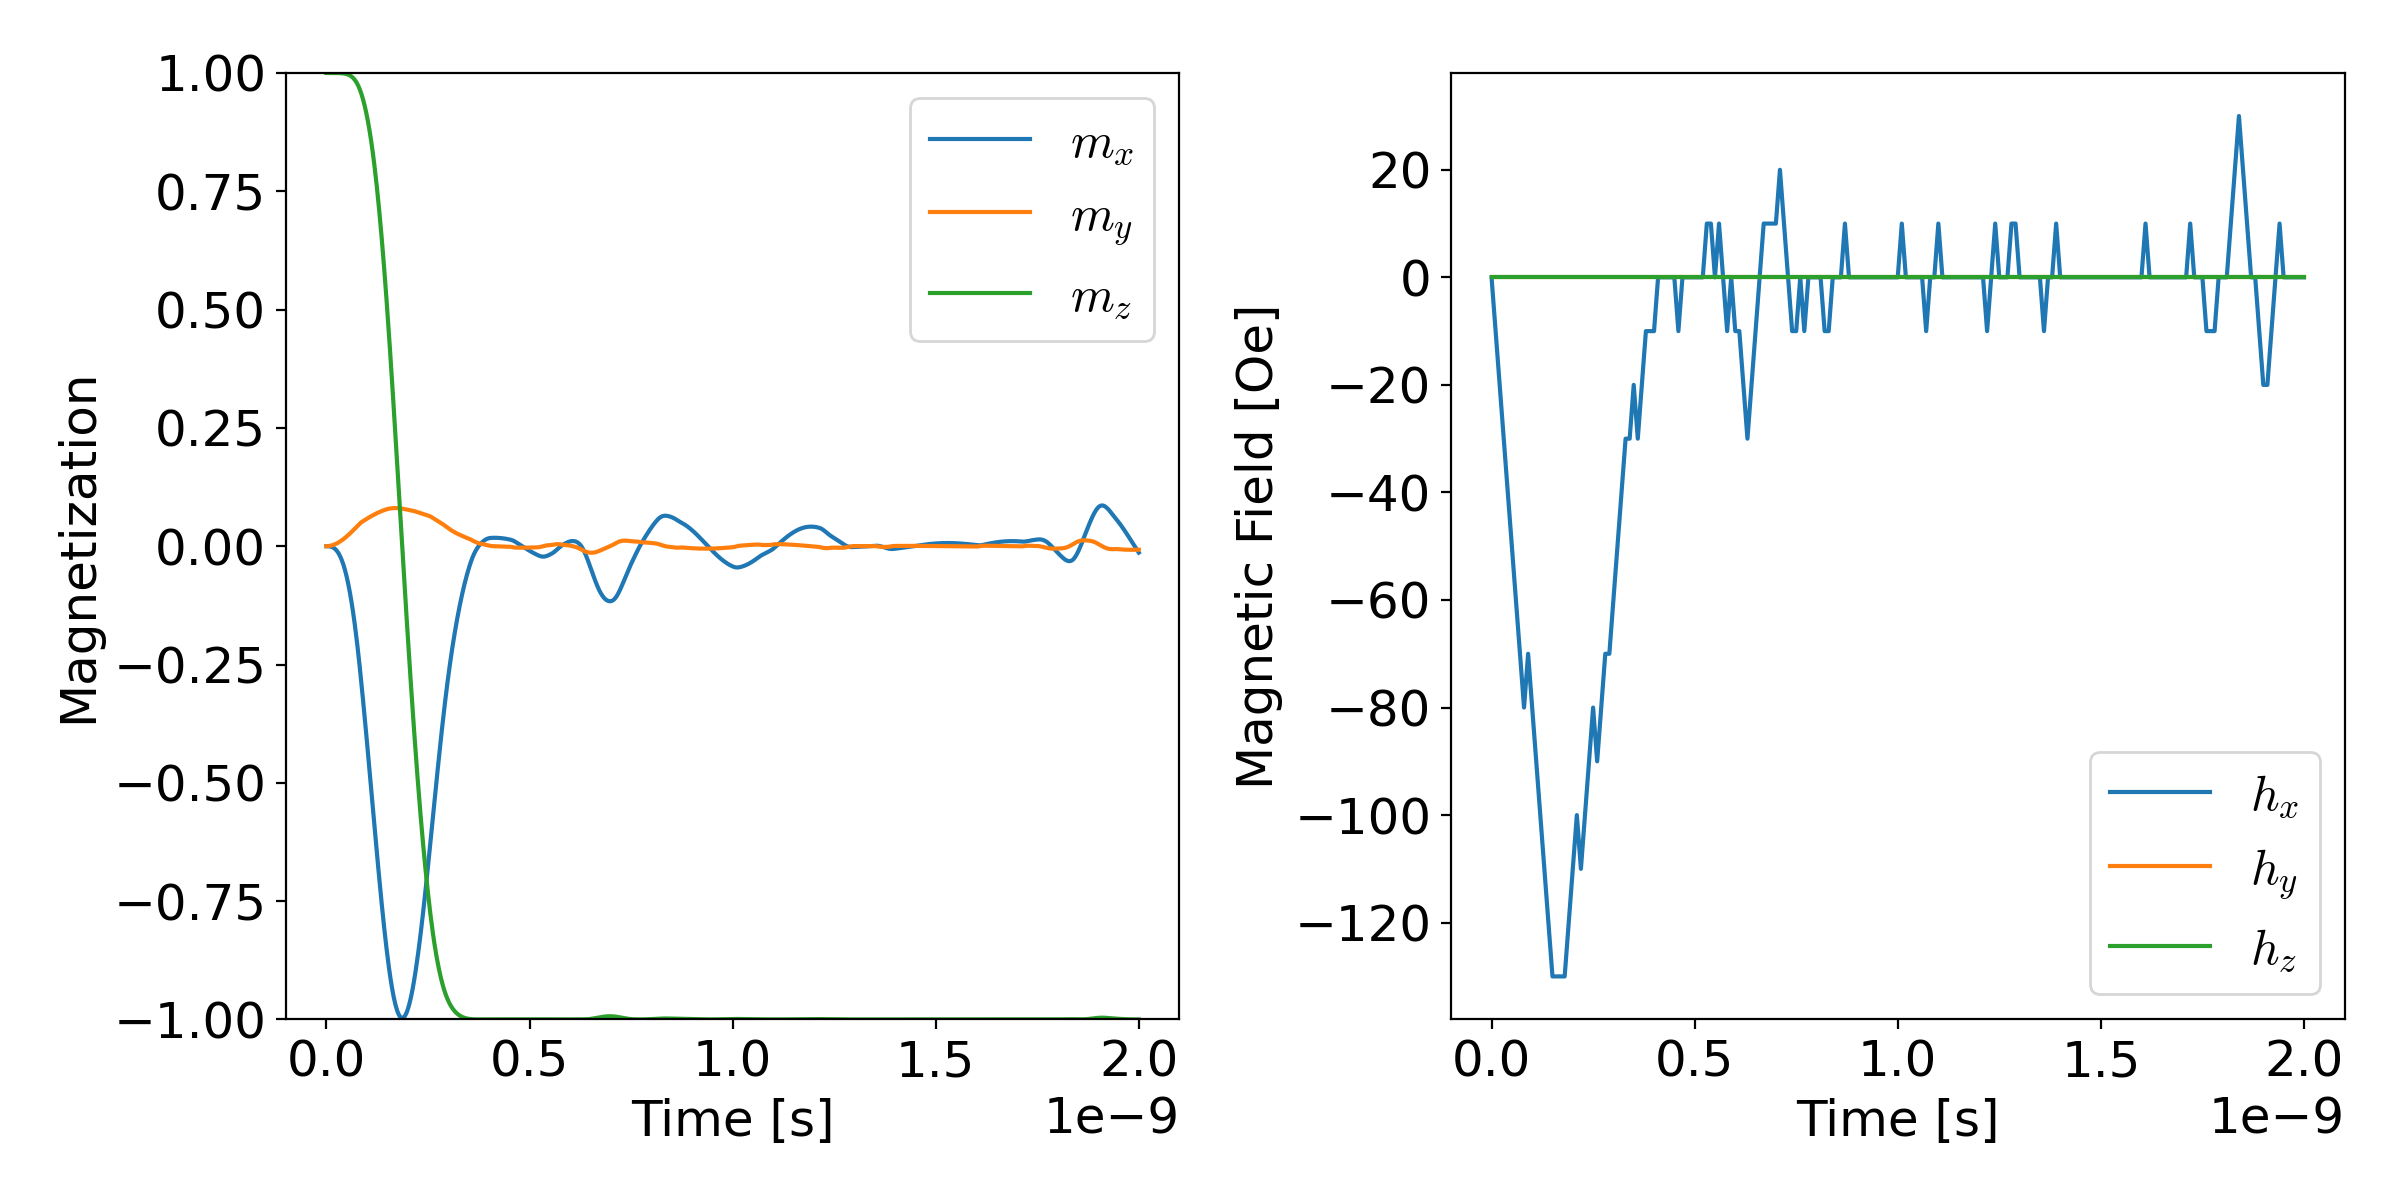 1.00
0.75
0.50
0.25
0.00
−0.25
−0.50
−0.75
−1.00
Magnetization
0.0 0.5 1.0 1.5 2.0
Time [s]
1e−9
m_x
m_y
m_z
20
0
−20
−40
−60
−80
−100
−120
Magnetic Field [Oe]
0.0 0.5 1.0 1.5 2.0
Time [s]
1e−9
h_x
h_y
h_z